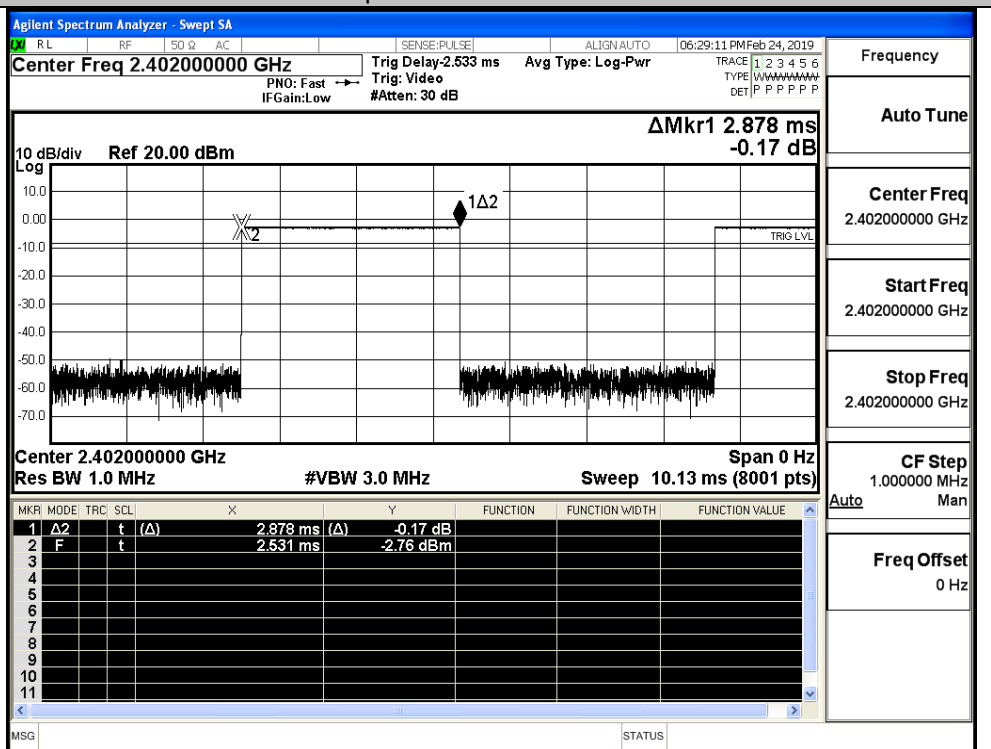 Agilent Spectrum Analyzer - Swept SA
LXI RL RF 50 Ω AC SENSE:PULSE ALIGN AUTO 06:29:11 PM Feb 24, 2019
Center Freq 2.402000000 GHz Trig Delay-2.533 ms Avg Type: Log-Pwr TRACE 1 2 3 4 5 6
PNO: Fast Trig: Video TYPE WWWWWW
IFGain:Low #Atten: 30 dB DET P P P P P P
ΔMkr1 2.878 ms
-0.17 dB
10 dB/div Ref 20.00 dBm
Log
10.0
1Δ2
0.00
2
TRIG LVL
-10.0
-20.0
-30.0
-40.0
-50.0
-60.0
-70.0
Center 2.402000000 GHz Span 0 Hz
Res BW 1.0 MHz #VBW 3.0 MHz Sweep 10.13 ms (8001 pts)
MKR MODE TRC SCL X Y FUNCTION FUNCTION WIDTH FUNCTION VALUE
1 Δ2 t (Δ) 2.878 ms (Δ) -0.17 dB
2 F t 2.531 ms -2.76 dBm
3
4
5
6
7
8
9
10
11
MSG STATUS
Frequency
Auto Tune
Center Freq
2.402000000 GHz
Start Freq
2.402000000 GHz
Stop Freq
2.402000000 GHz
CF Step
1.000000 MHz
Auto Man
Freq Offset
0 Hz